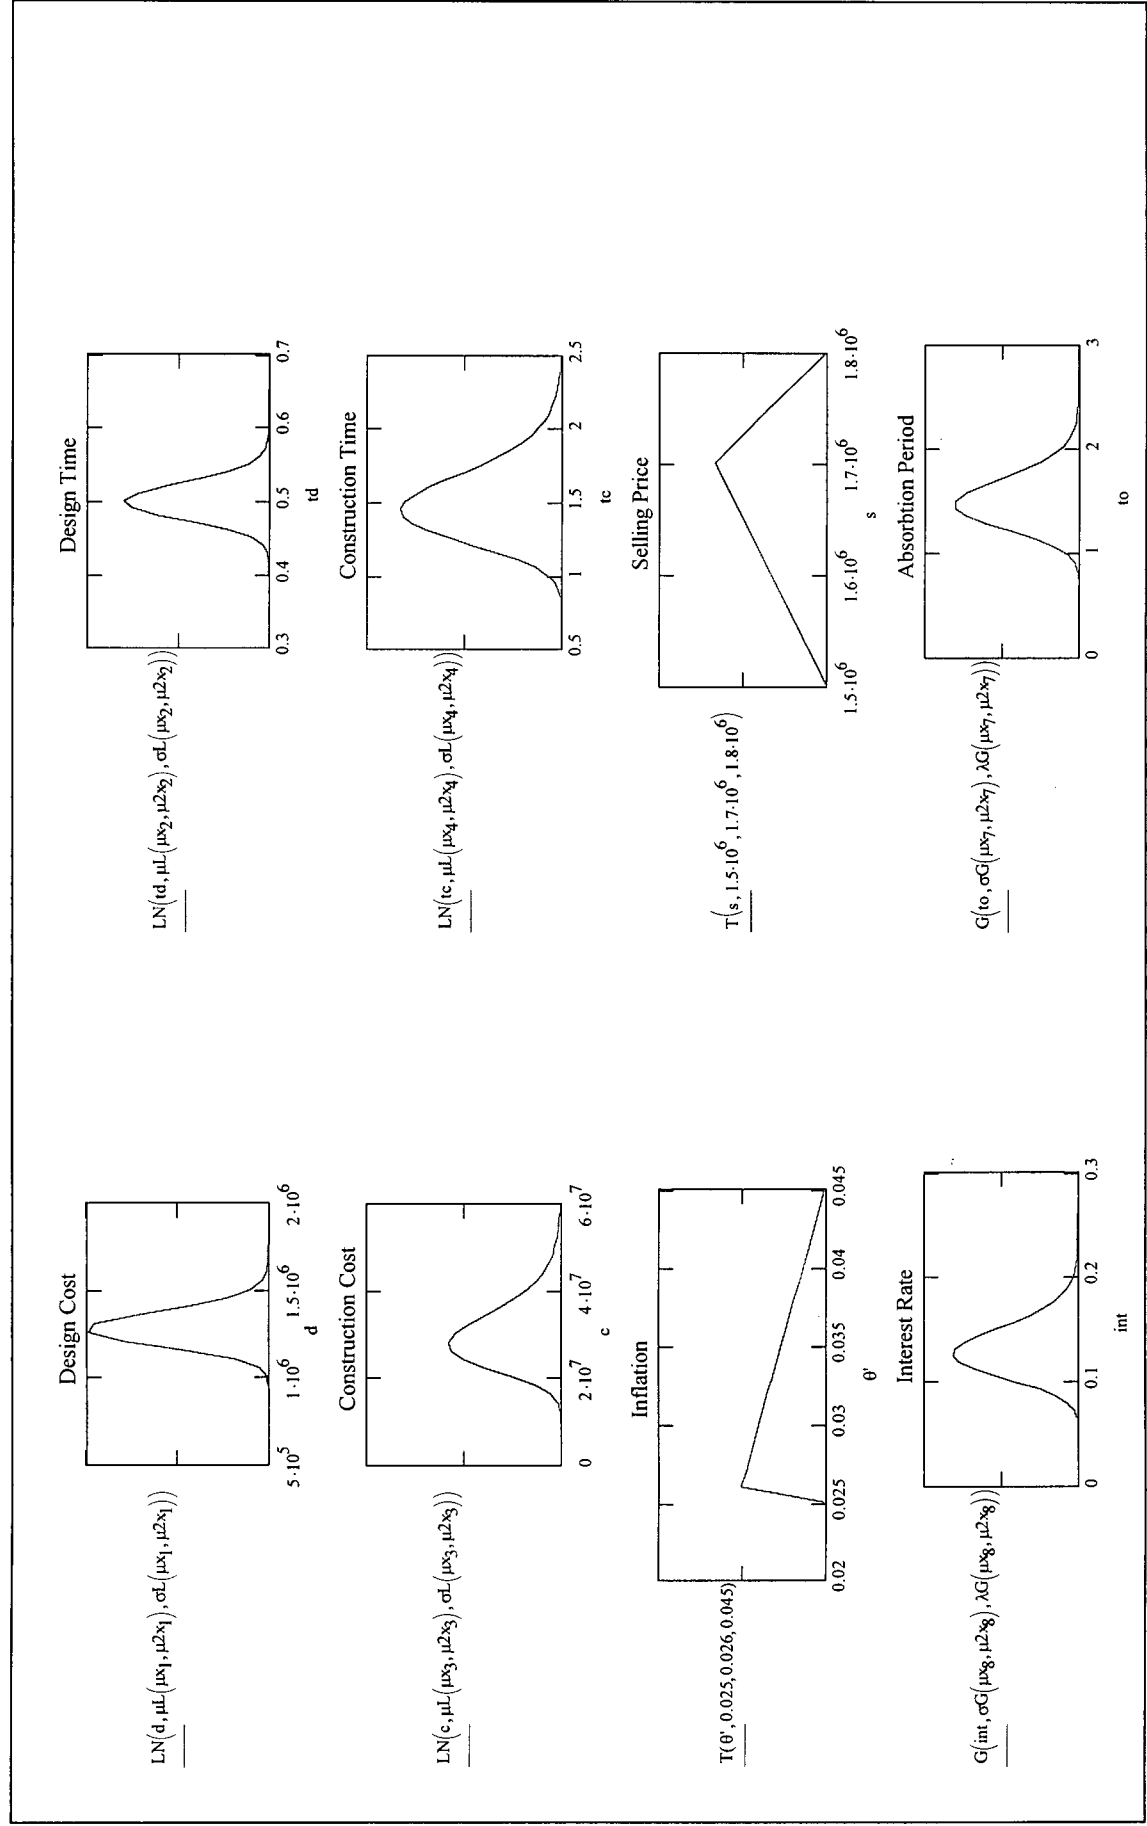 Design Cost
LN(d,μL(μx1,μ2x1),σL(μx1,μ2x1))
5·10^5 1·10^6 1.5·10^6 2·10^6
d
Design Time
LN(td,μL(μx2,μ2x2),σL(μx2,μ2x2))
0.3 0.4 0.5 0.6 0.7
td
Construction Cost
LN(c,μL(μx3,μ2x3),σL(μx3,μ2x3))
0 2·10^7 4·10^7 6·10^7
c
Construction Time
LN(tc,μL(μx4,μ2x4),σL(μx4,μ2x4))
0.5 1 1.5 2 2.5
tc
Inflation
T(θ',0.025,0.026,0.045)
0.02 0.025 0.03 0.035 0.04 0.045
θ'
Selling Price
T(s,1.5·10^6,1.7·10^6,1.8·10^6)
1.5·10^6 1.6·10^6 1.7·10^6 1.8·10^6
s
Interest Rate
G(int,σG(μx8,μ2x8),λG(μx8,μ2x8))
0 0.1 0.2 0.3
int
Absorbtion Period
G(to,σG(μx7,μ2x7),λG(μx7,μ2x7))
0 1 2 3
to